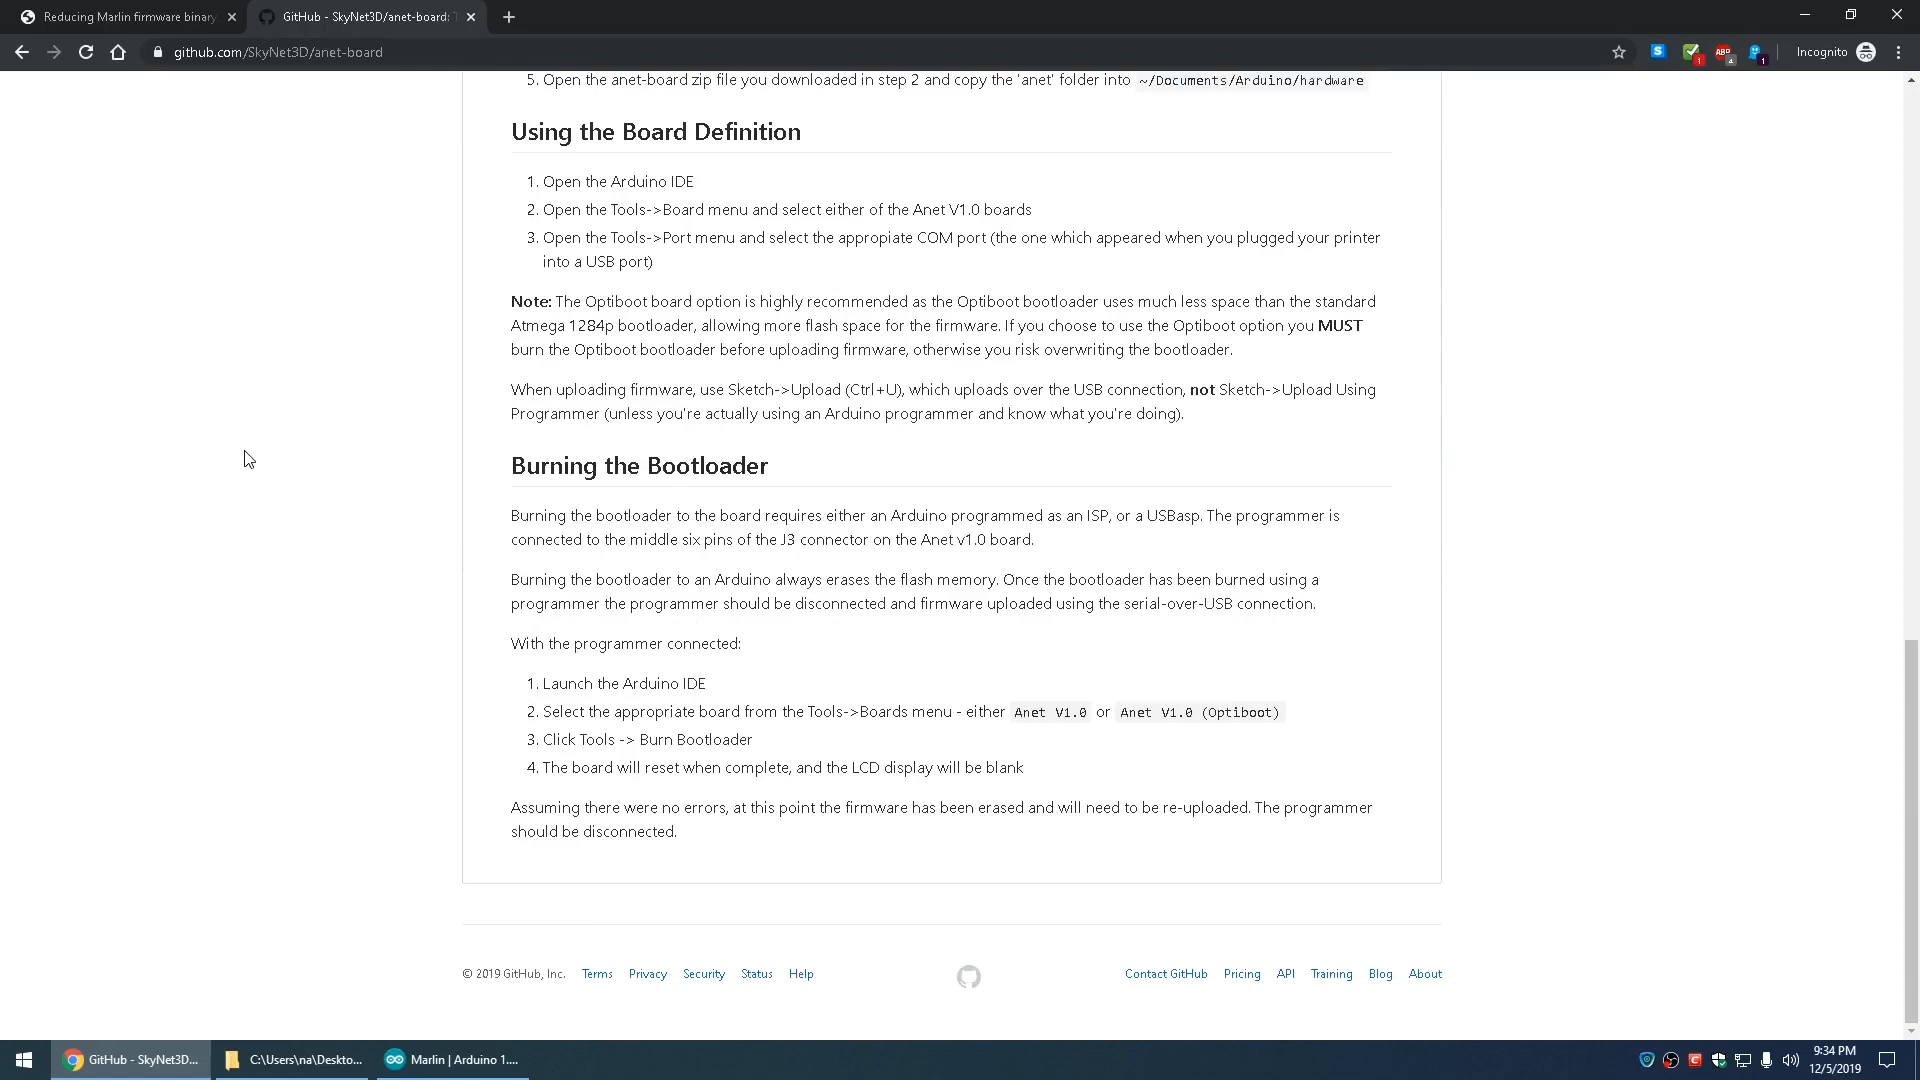 Reducing Marlin firmware binary
GitHub - SkyNet3D/anet-board: T
github.com/SkyNet3D/anet-board
Incognito
5. Open the anet-board zip file you downloaded in step 2 and copy the 'anet' folder into ~/Documents/Arduino/hardware
Using the Board Definition
1. Open the Arduino IDE
2. Open the Tools->Board menu and select either of the Anet V1.0 boards
3. Open the Tools->Port menu and select the appropiate COM port (the one which appeared when you plugged your printer
into a USB port)
Note: The Optiboot board option is highly recommended as the Optiboot bootloader uses much less space than the standard
Atmega 1284p bootloader, allowing more flash space for the firmware. If you choose to use the Optiboot option you MUST
burn the Optiboot bootloader before uploading firmware, otherwise you risk overwriting the bootloader.
When uploading firmware, use Sketch->Upload (Ctrl+U), which uploads over the USB connection, not Sketch->Upload Using
Programmer (unless you're actually using an Arduino programmer and know what you're doing).
Burning the Bootloader
Burning the bootloader to the board requires either an Arduino programmed as an ISP, or a USBasp. The programmer is
connected to the middle six pins of the J3 connector on the Anet v1.0 board.
Burning the bootloader to an Arduino always erases the flash memory. Once the bootloader has been burned using a
programmer the programmer should be disconnected and firmware uploaded using the serial-over-USB connection.
With the programmer connected:
1. Launch the Arduino IDE
2. Select the appropriate board from the Tools->Boards menu - either Anet V1.0 or Anet V1.0 (Optiboot)
3. Click Tools -> Burn Bootloader
4. The board will reset when complete, and the LCD display will be blank
Assuming there were no errors, at this point the firmware has been erased and will need to be re-uploaded. The programmer
should be disconnected.
© 2019 GitHub, Inc. Terms Privacy Security Status Help Contact GitHub Pricing API Training Blog About
GitHub - SkyNet3D... C:\Users\na\Deskto... Marlin | Arduino 1....
9:34 PM
12/5/2019